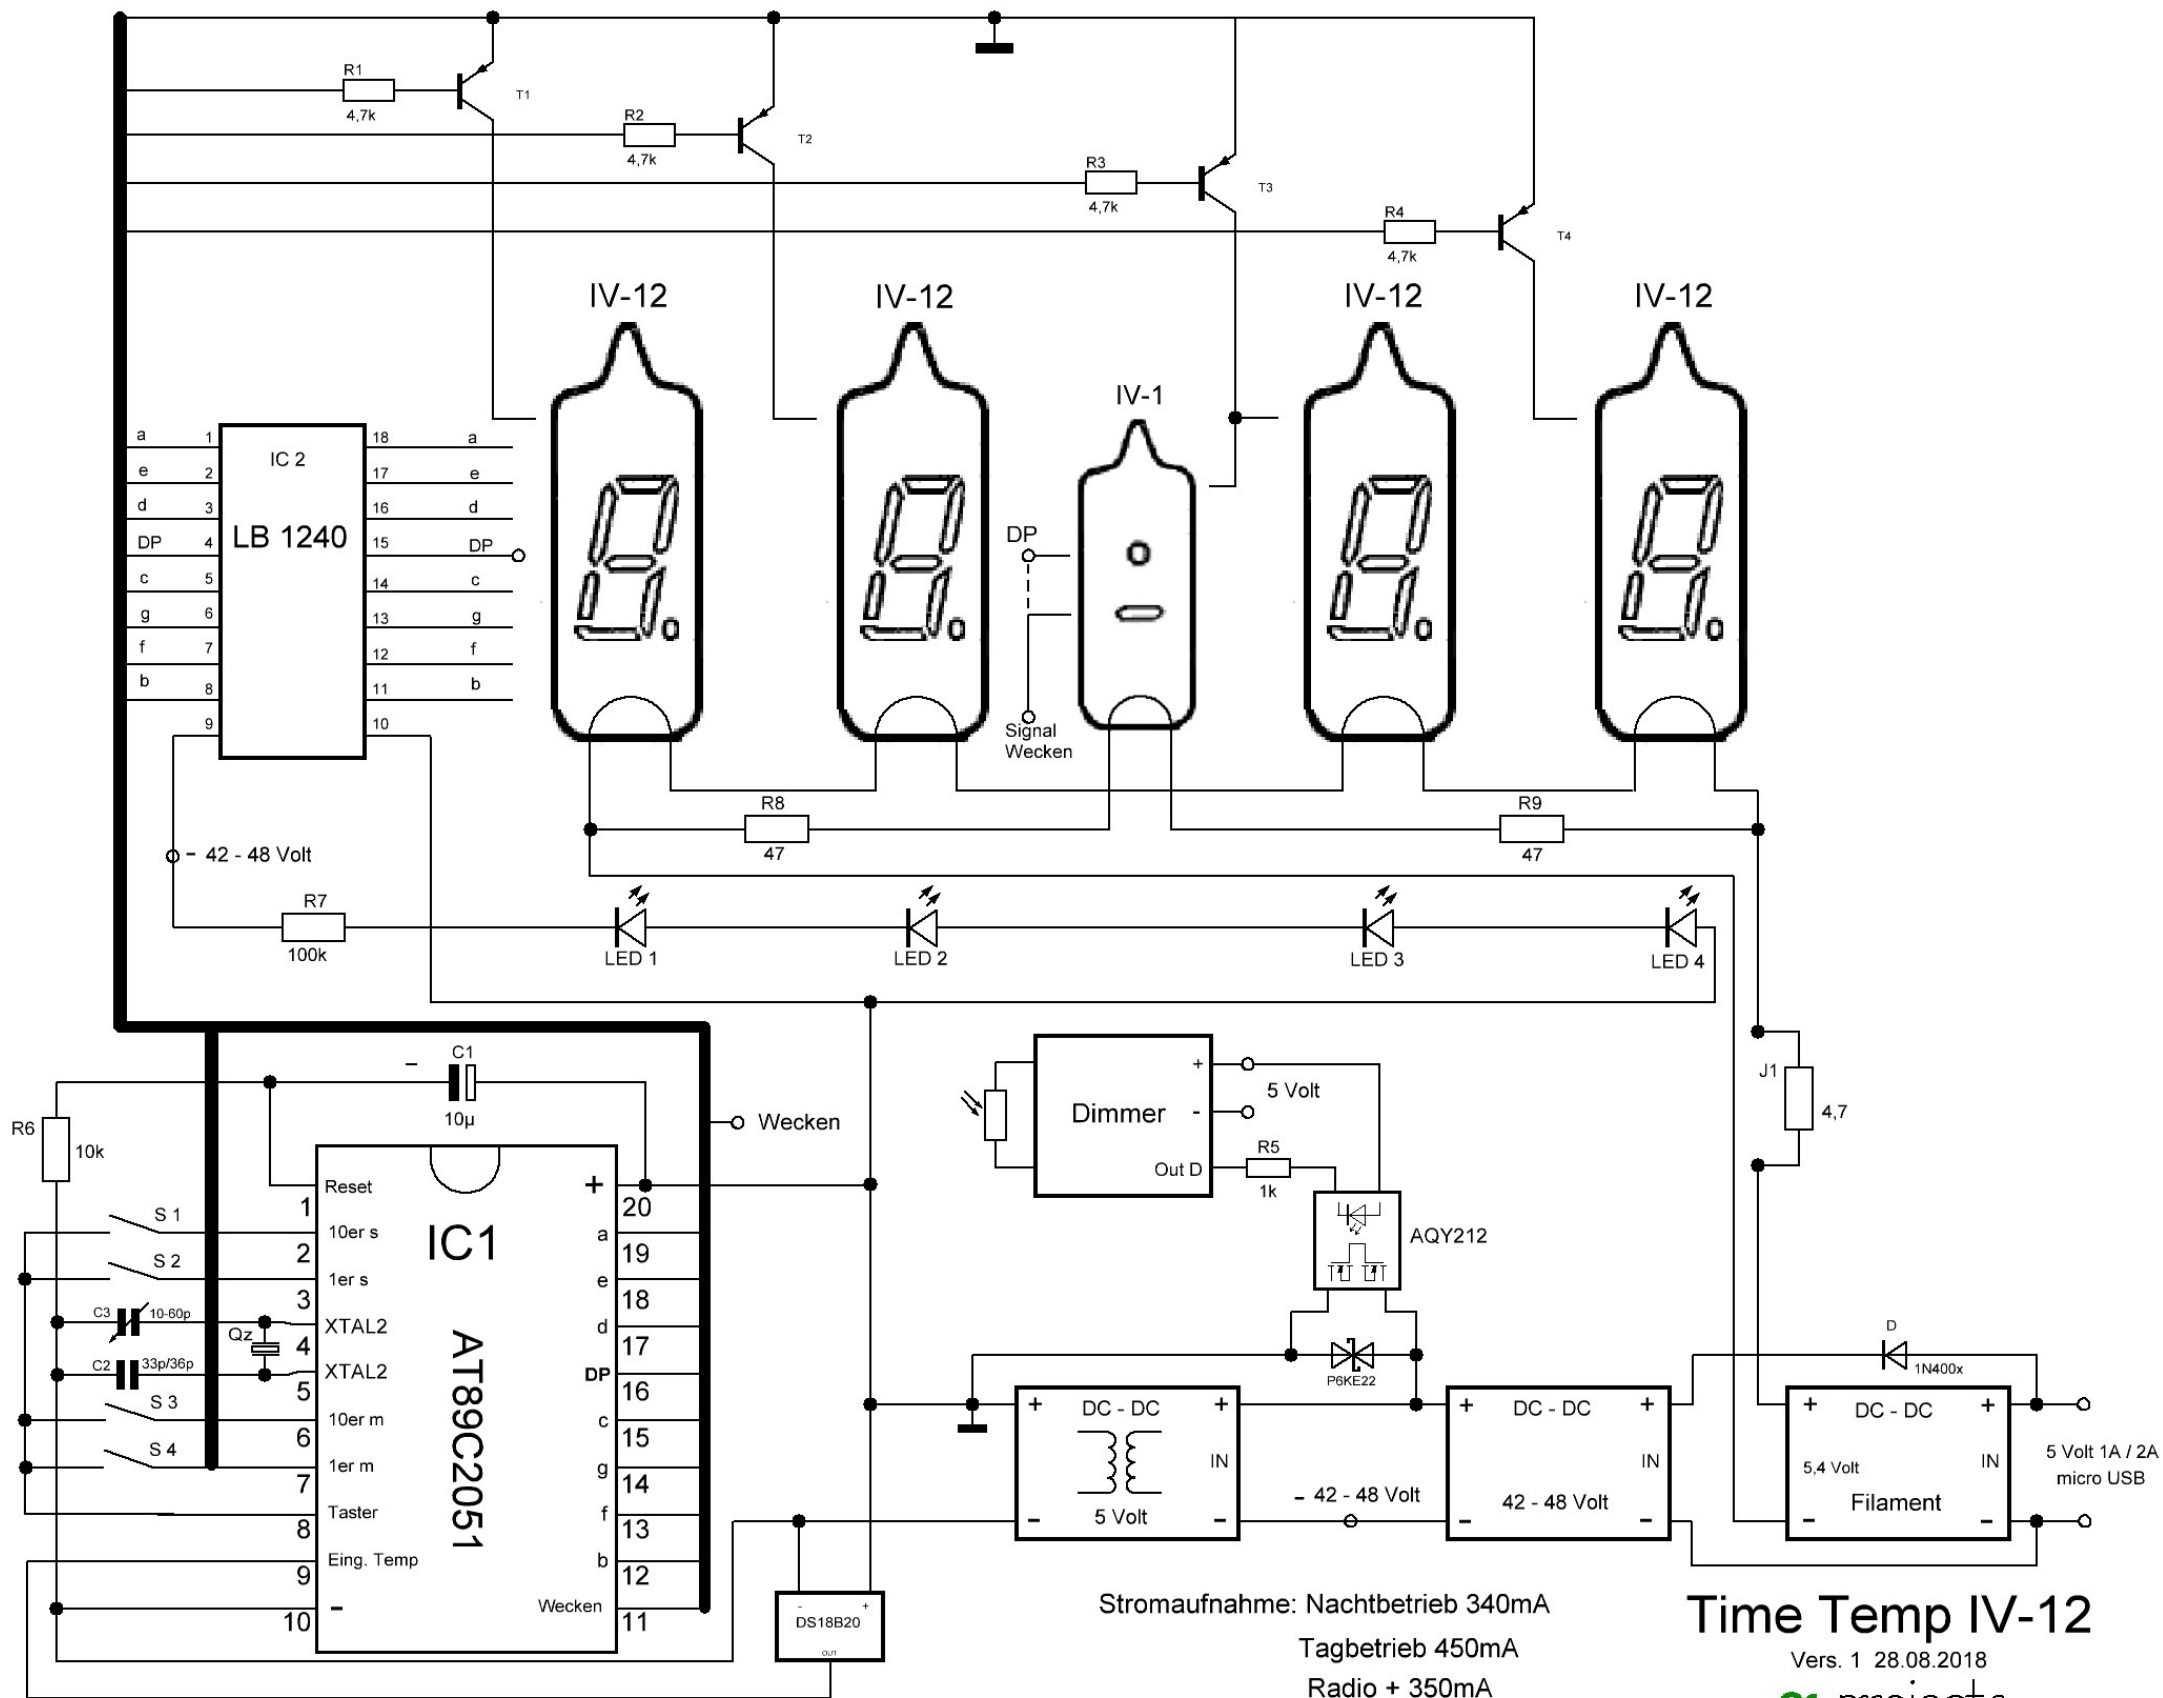 R1
4,7k
T1
R2
4,7k
T2
R3
4,7k
T3
R4
4,7k
T4
IV-12
IV-12
IV-1
IV-12
IV-12
IC 2
LB 1240
a 1 18 a
e 2 17 e
d 3 16 d
DP 4 15 DP
c 5 14 c
g 6 13 g
f 7 12 f
b 8 11 b
9 10
DP
Signal
Wecken
R8
47
R9
47
- 42 - 48 Volt
R7
100k
LED 1
LED 2
LED 3
LED 4
J1
4,7
− C1
10µ
R6
10k
Wecken
Dimmer
+
-
5 Volt
Out D
R5
1k
AQY212
P6KE22
IC1
AT89C2051
Reset
1
+
20
S 1
10er s
2
a
19
S 2
1er s
3
e
18
C3
10-60p
Qz
XTAL2
4
d
17
C2
33p/36p
XTAL2
5
DP
16
S 3
10er m
6
c
15
S 4
1er m
7
g
14
Taster
8
f
13
Eing. Temp
9
b
12
−
10
Wecken
11
DS18B20
- +
OUT
+ DC - DC +
IN
− 5 Volt −
- 42 - 48 Volt
+ DC - DC +
IN
− 42 - 48 Volt −
D
1N400x
+ DC - DC +
5,4 Volt IN
− Filament −
5 Volt 1A / 2A
micro USB
Stromaufnahme: Nachtbetrieb 340mA
Tagbetrieb 450mA
Radio + 350mA
Time Temp IV-12
Vers. 1 28.08.2018